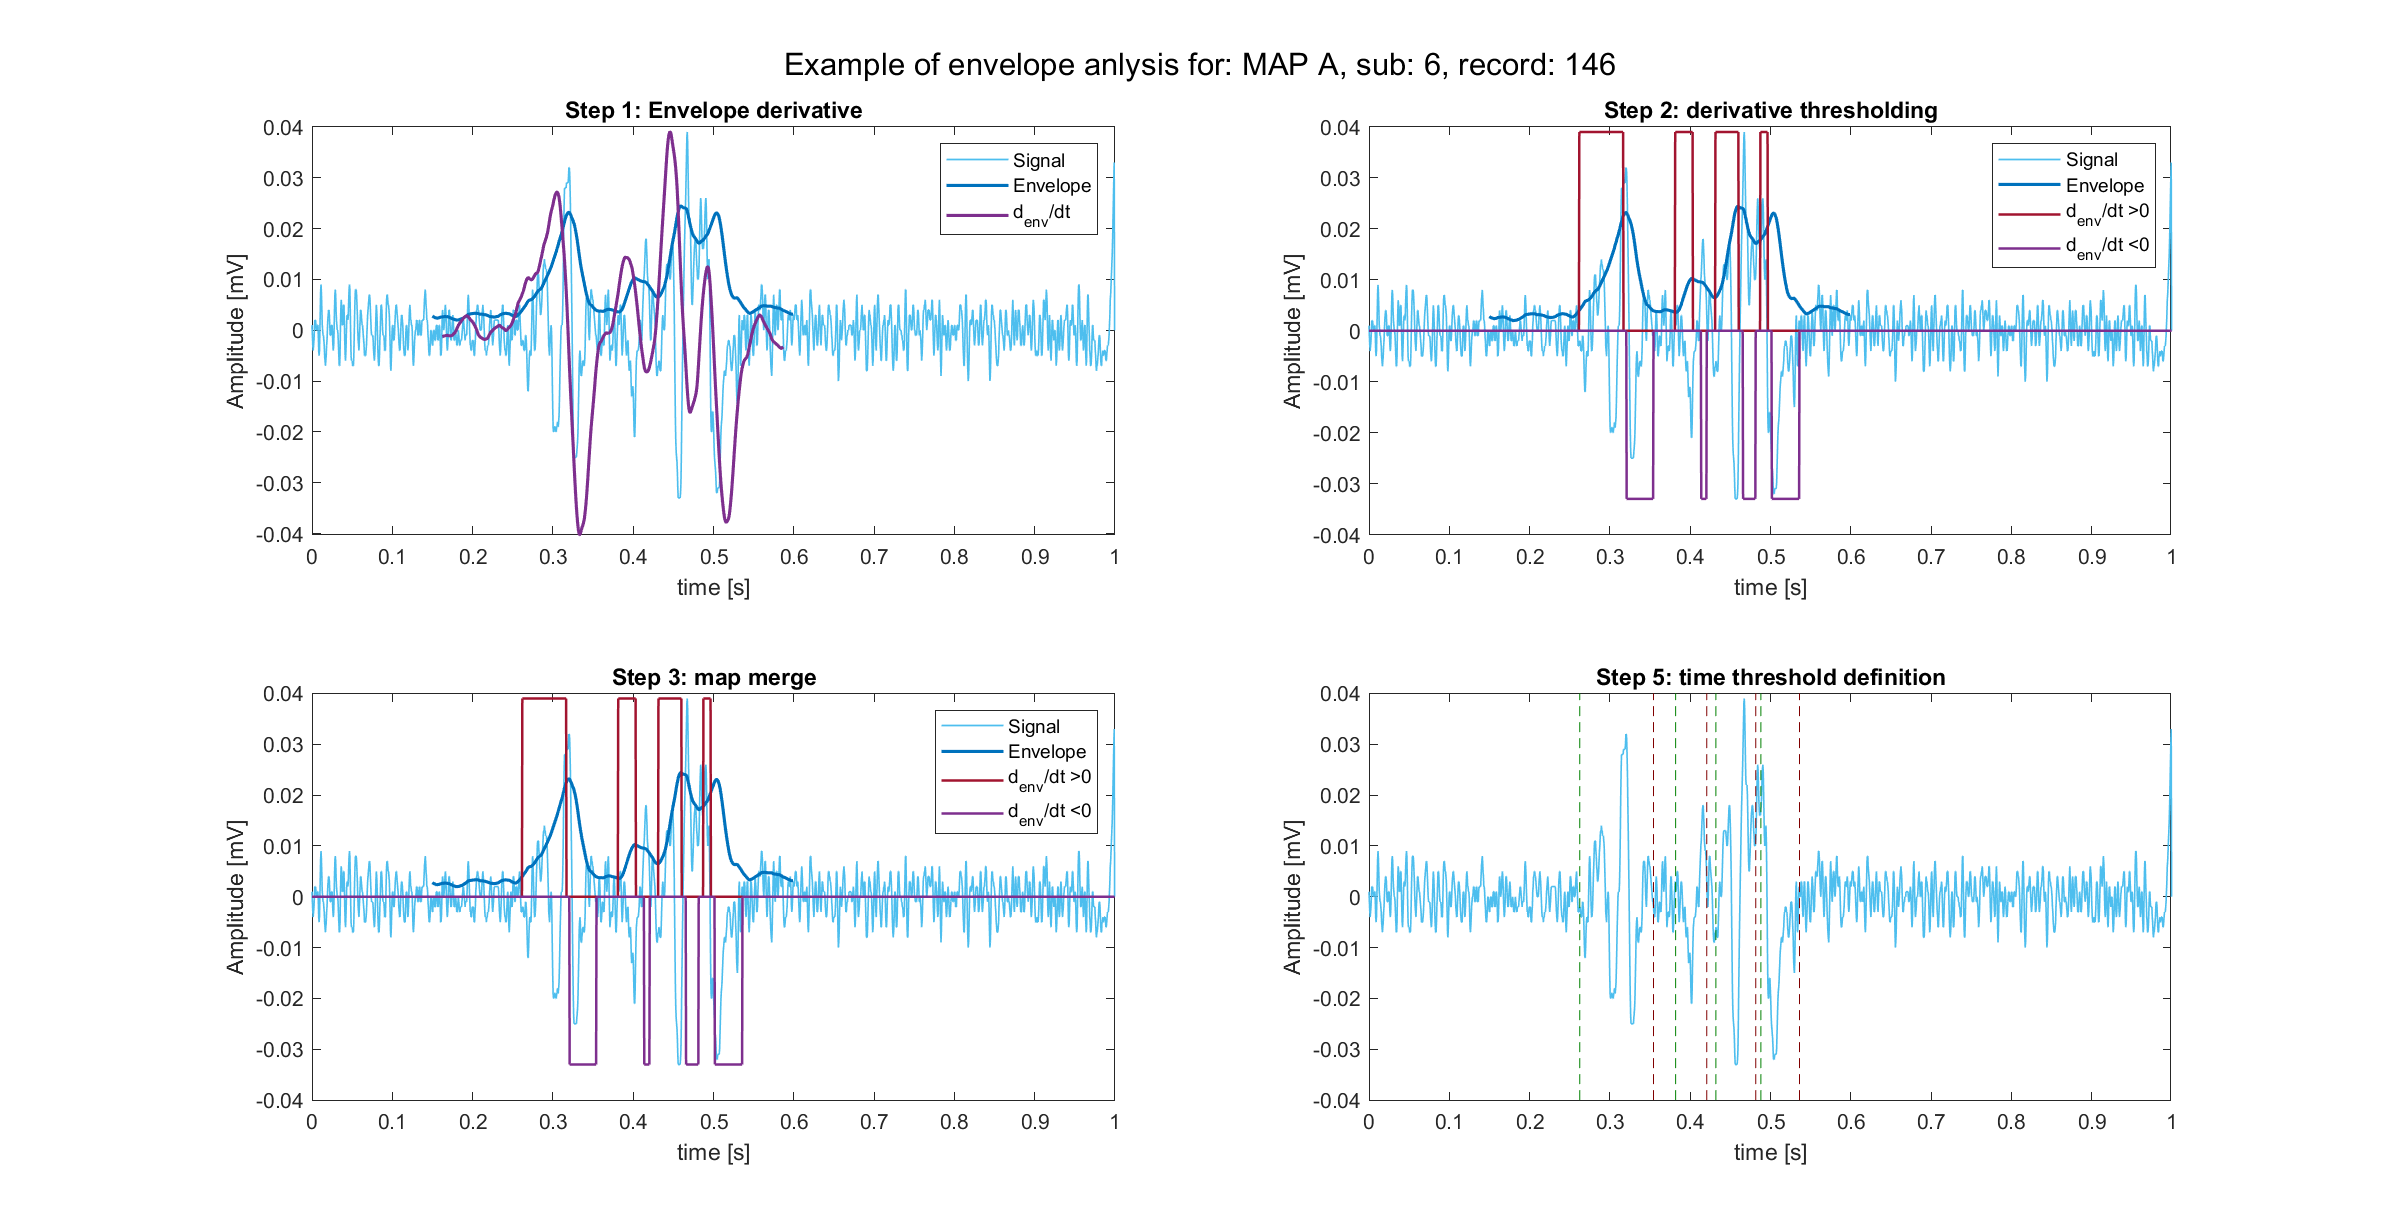 Example of envelope anlysis for: MAP A, sub: 6, record: 146
Step 1: Envelope derivative
0.04
0.03
0.02
0.01
0
-0.01
-0.02
-0.03
-0.04
Amplitude [mV]
0 0.1 0.2 0.3 0.4 0.5 0.6 0.7 0.8 0.9 1
time [s]
Signal
Envelope
d_env/dt
Step 2: derivative thresholding
0.04
0.03
0.02
0.01
0
-0.01
-0.02
-0.03
-0.04
Amplitude [mV]
0 0.1 0.2 0.3 0.4 0.5 0.6 0.7 0.8 0.9 1
time [s]
Signal
Envelope
d_env/dt >0
d_env/dt <0
Step 3: map merge
0.04
0.03
0.02
0.01
0
-0.01
-0.02
-0.03
-0.04
Amplitude [mV]
0 0.1 0.2 0.3 0.4 0.5 0.6 0.7 0.8 0.9 1
time [s]
Signal
Envelope
d_env/dt >0
d_env/dt <0
Step 5: time threshold definition
0.04
0.03
0.02
0.01
0
-0.01
-0.02
-0.03
-0.04
Amplitude [mV]
0 0.1 0.2 0.3 0.4 0.5 0.6 0.7 0.8 0.9 1
time [s]